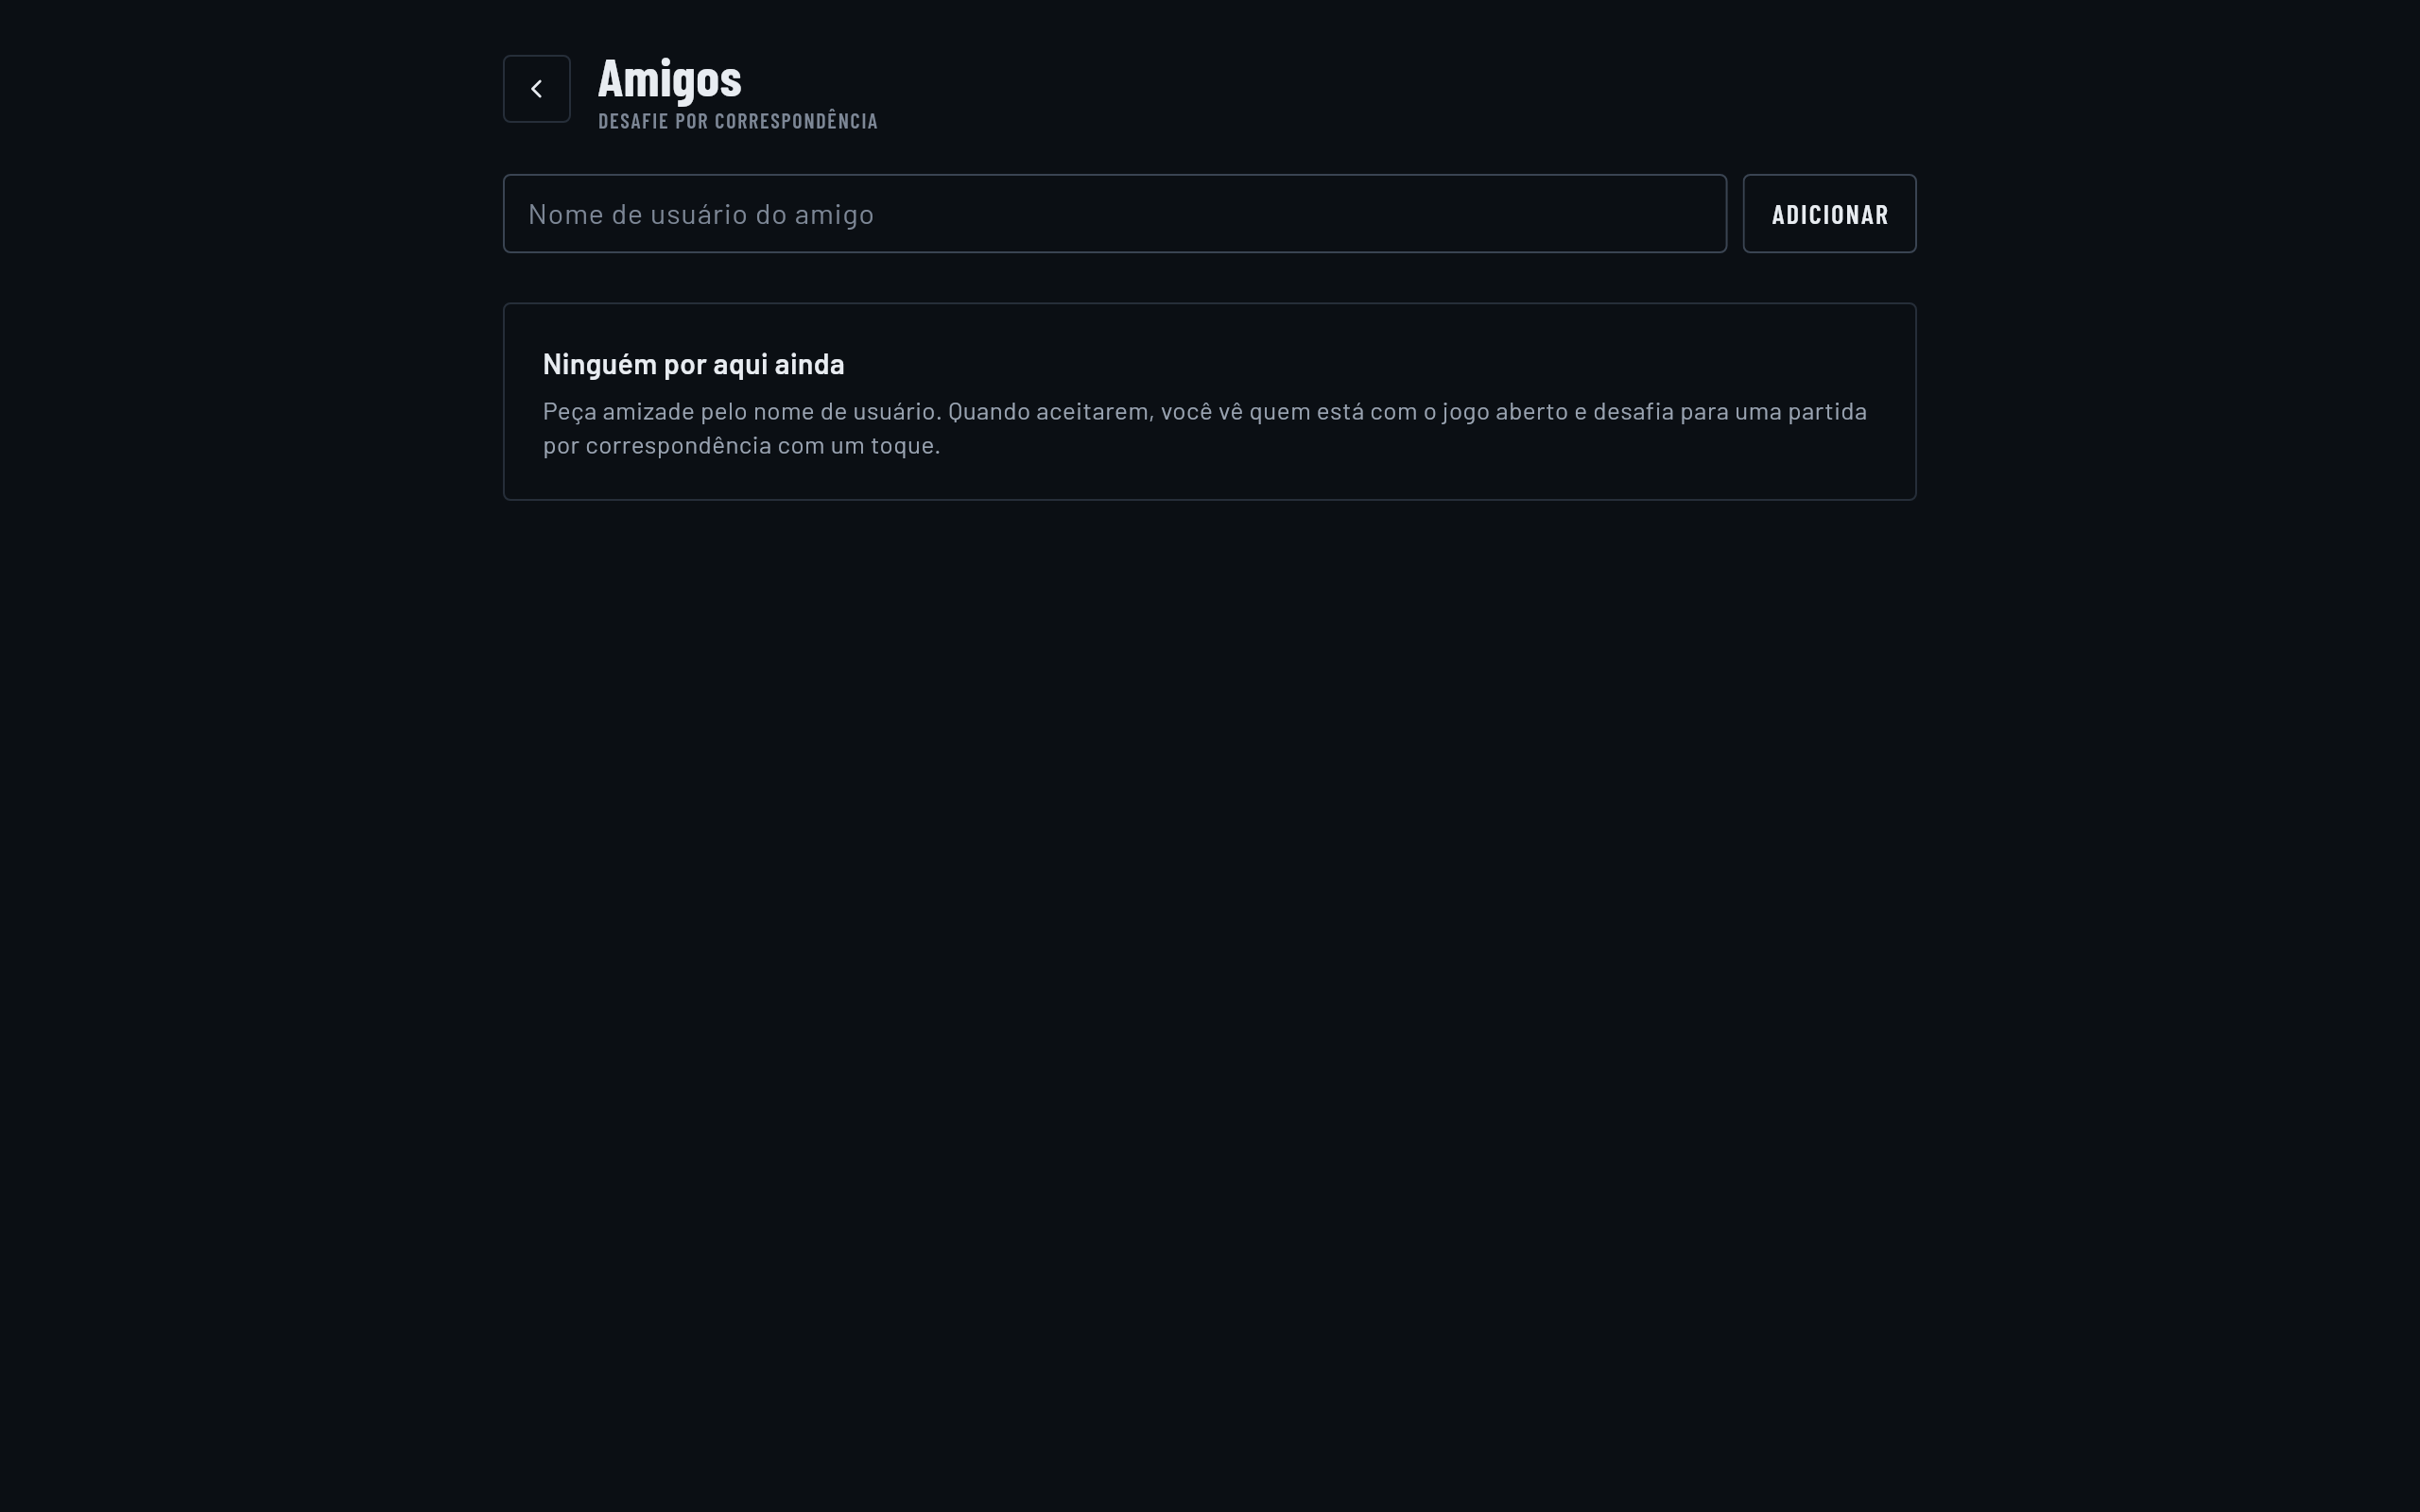 Amigos
DESAFIE POR CORRESPONDÊNCIA
Nome de usuário do amigo
ADICIONAR
Ninguém por aqui ainda
Peça amizade pelo nome de usuário. Quando aceitarem, você vê quem está com o jogo aberto e desafia para uma partida
por correspondência com um toque.